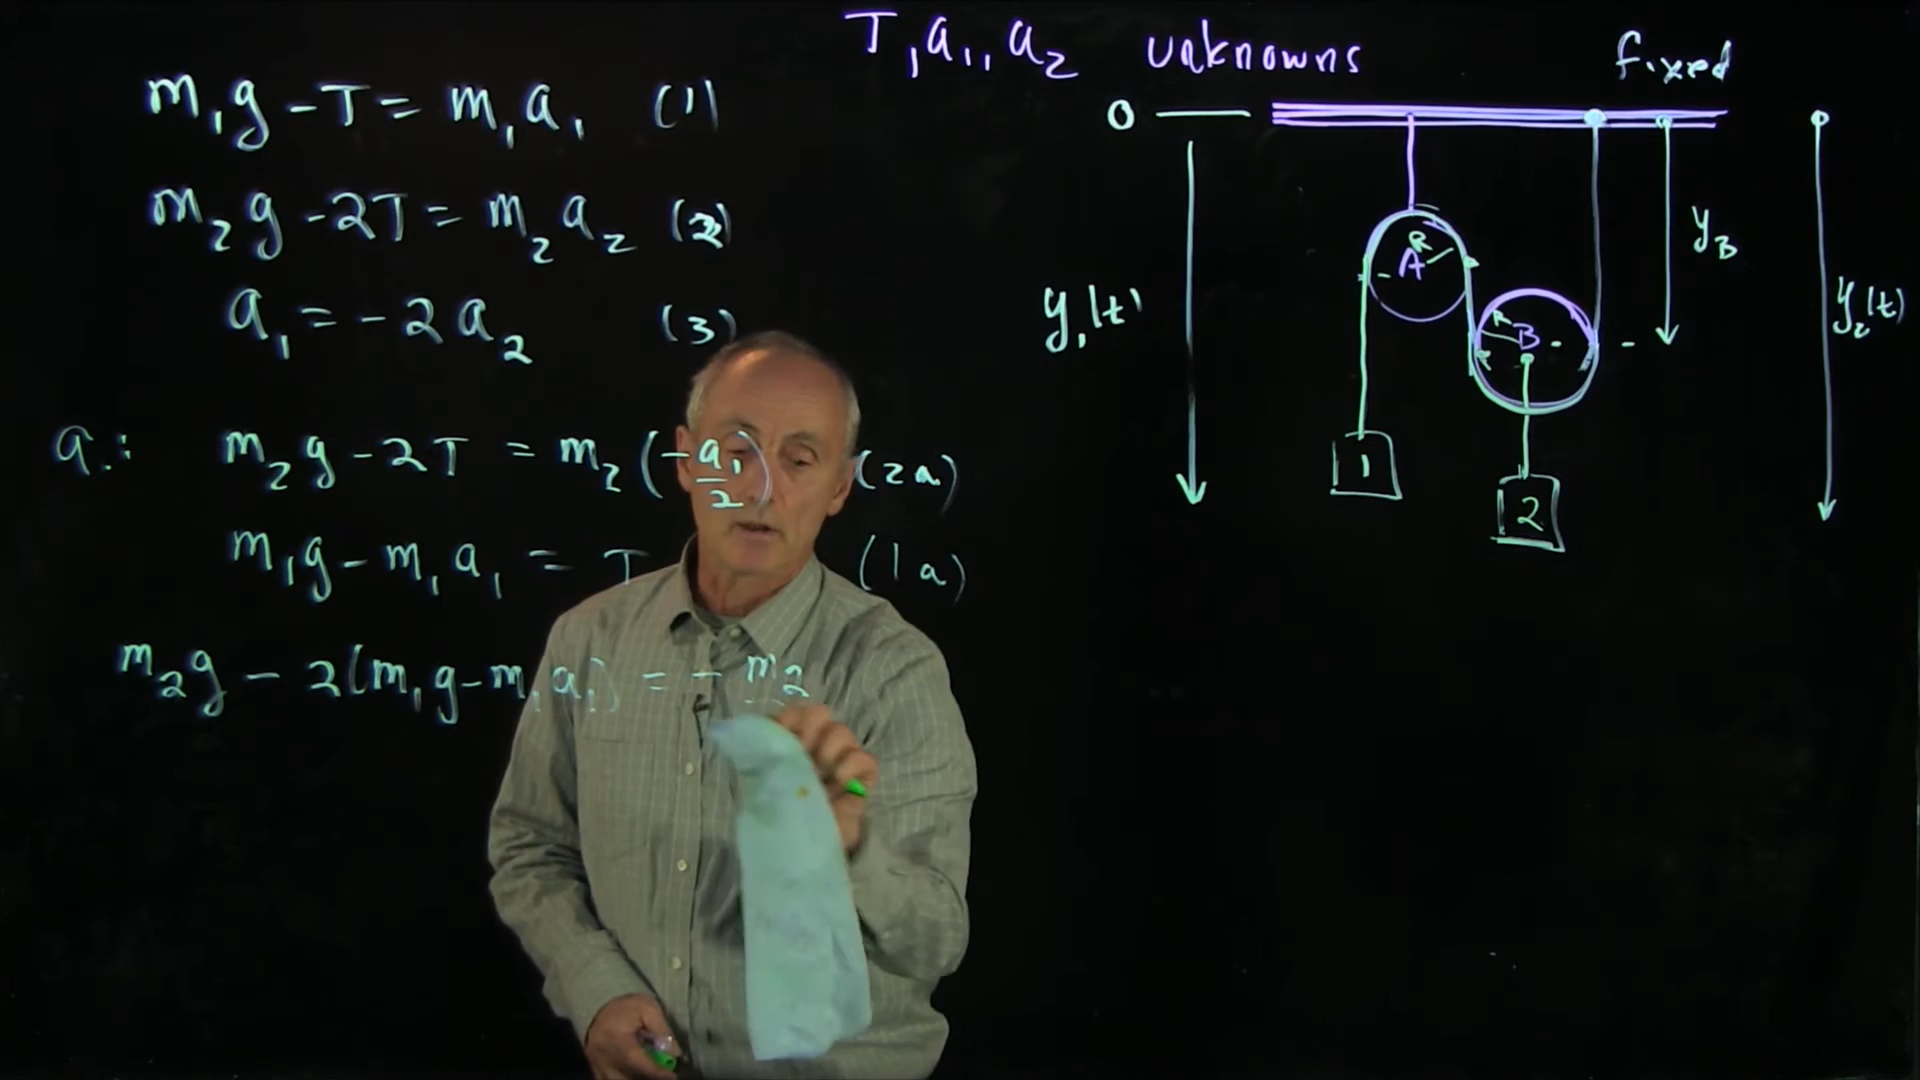 T, a₁, a₂ unknowns
m₁g - T = m₁a₁ (1)
m₂g - 2T = m₂a₂ (2)
a₁ = -2a₂ (3)
a₁: m₂g - 2T = m₂(-a₁/2) (2a)
m₁g - m₁a₁ = T (1a)
m₂g - 2(m₁g - m₁a₁) = - m₂
fixed
0
y₁(t)
R
A
R
B
y_B
y₂(t)
1
2